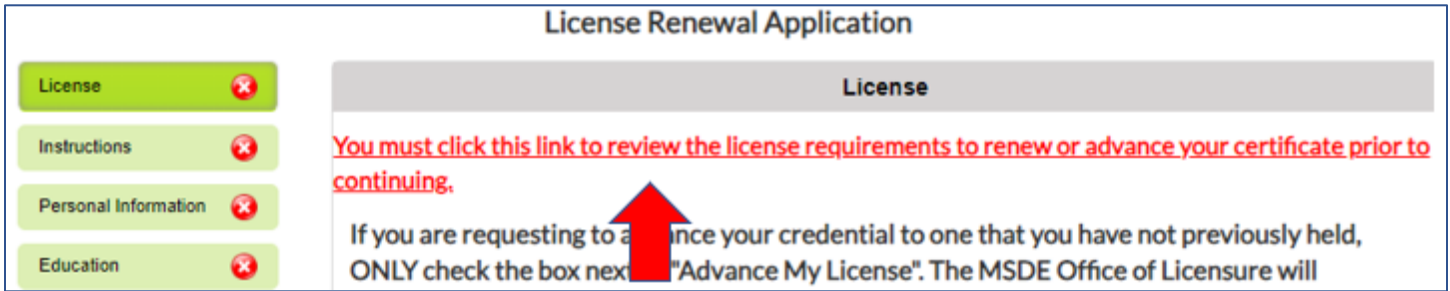 License Renewal Application
License
License
You must click this link to review the license requirements to renew or advance your certificate prior to
continuing.
Instructions
Personal Information
Education
If you are requesting to a nce your credential to one that you have not previously held,
ONLY check the box nex "Advance My License". The MSDE Office of Licensure will